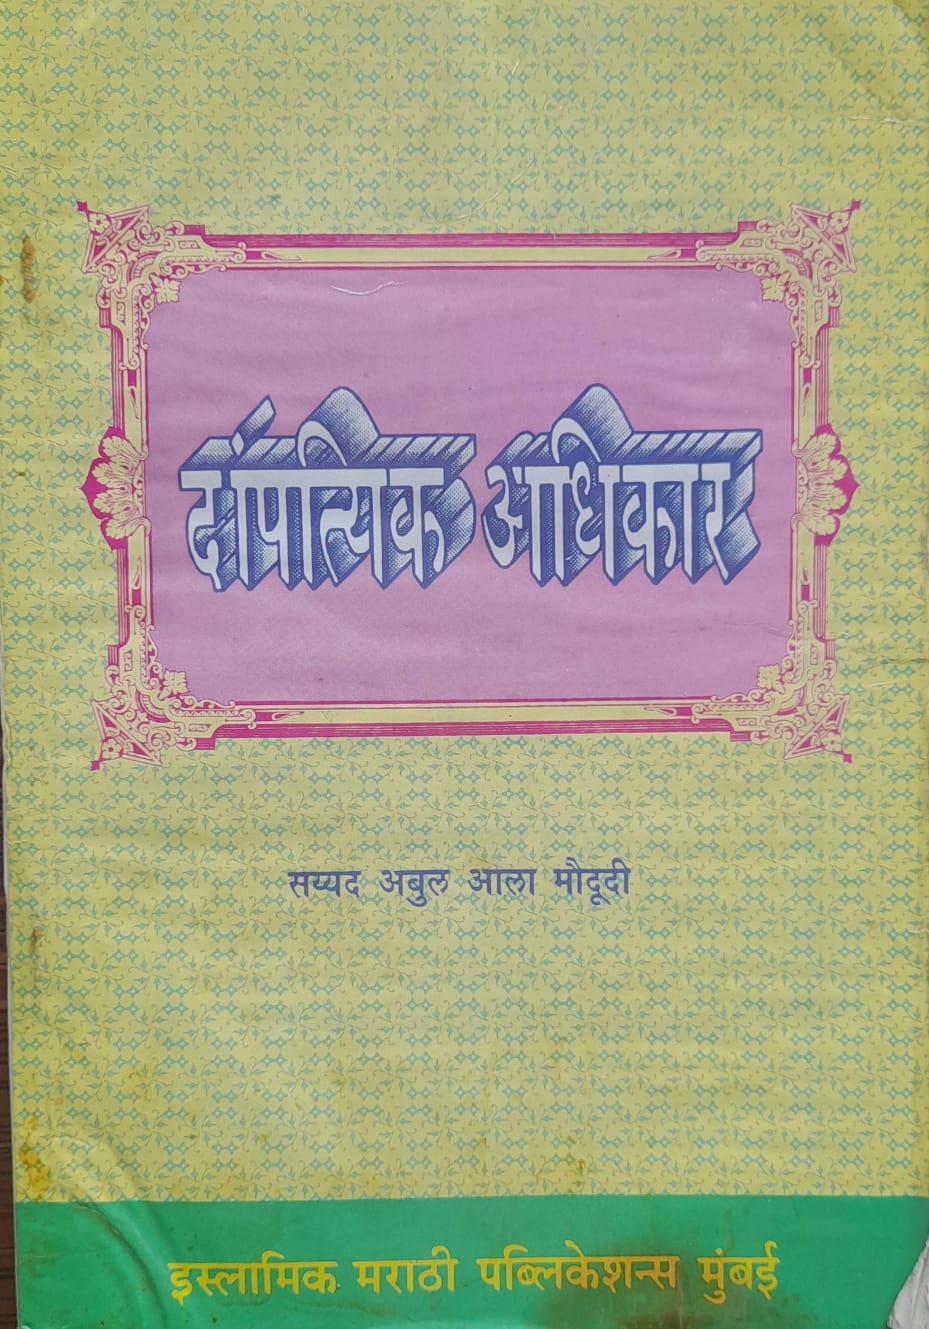 दांपत्यिक अधिकार
सय्यद अबुल आला मौदूदी
इस्लामिक मराठी पब्लिकेशन्स मुंबई